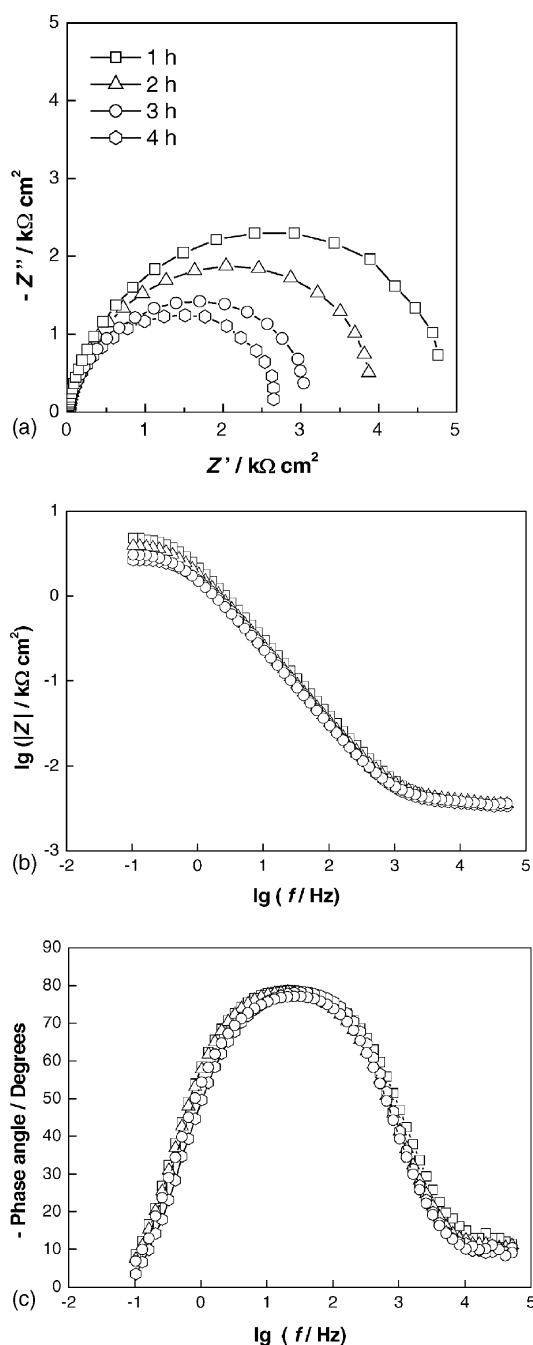 5
4
3
2
1
0
- Z'' / kΩ cm²
1 h
2 h
3 h
4 h
0 1 2 3 4 5
(a)
Z' / kΩ cm²
1
0
-1
-2
-3
lg (|Z| / kΩ cm²)
-2 -1 0 1 2 3 4 5
(b)
lg ( f / Hz)
90
80
70
60
50
40
30
20
10
0
- Phase angle / Degrees
-2 -1 0 1 2 3 4 5
(c)
lg ( f / Hz)